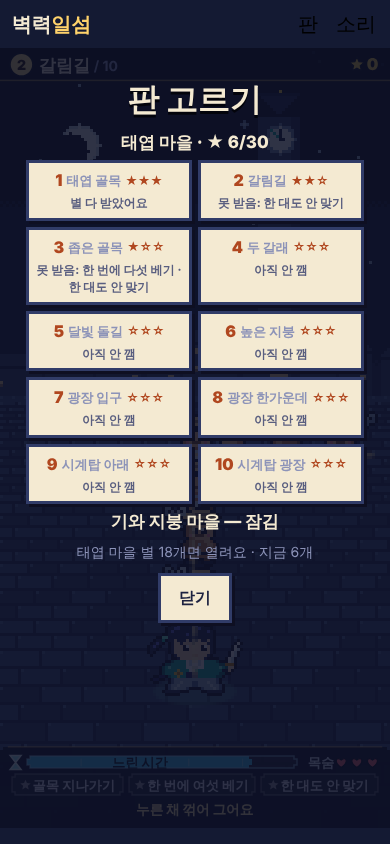 벽력일섬 판 소리
2 갈림길 / 10 ★ 0
판 고르기
태엽 마을 · ★ 6/30
1 태엽 골목 ★★★
별 다 받았어요
2 갈림길 ★★☆
못 받음: 한 대도 안 맞기
3 좁은 골목 ★☆☆
못 받음: 한 번에 다섯 베기 ·
한 대도 안 맞기
4 두 갈래 ☆☆☆
아직 안 깸
5 달빛 돌길 ☆☆☆
아직 안 깸
6 높은 지붕 ☆☆☆
아직 안 깸
7 광장 입구 ☆☆☆
아직 안 깸
8 광장 한가운데 ☆☆☆
아직 안 깸
9 시계탑 아래 ☆☆☆
아직 안 깸
10 시계탑 광장 ☆☆☆
아직 안 깸
기와 지붕 마을 — 잠김
태엽 마을 별 18개면 열려요 · 지금 6개
닫기
느린 시간 목숨 ♥ ♥ ♥
★골목 지나가기 ★한 번에 여섯 베기 ★한 대도 안 맞기
누른 채 꺾어 그어요